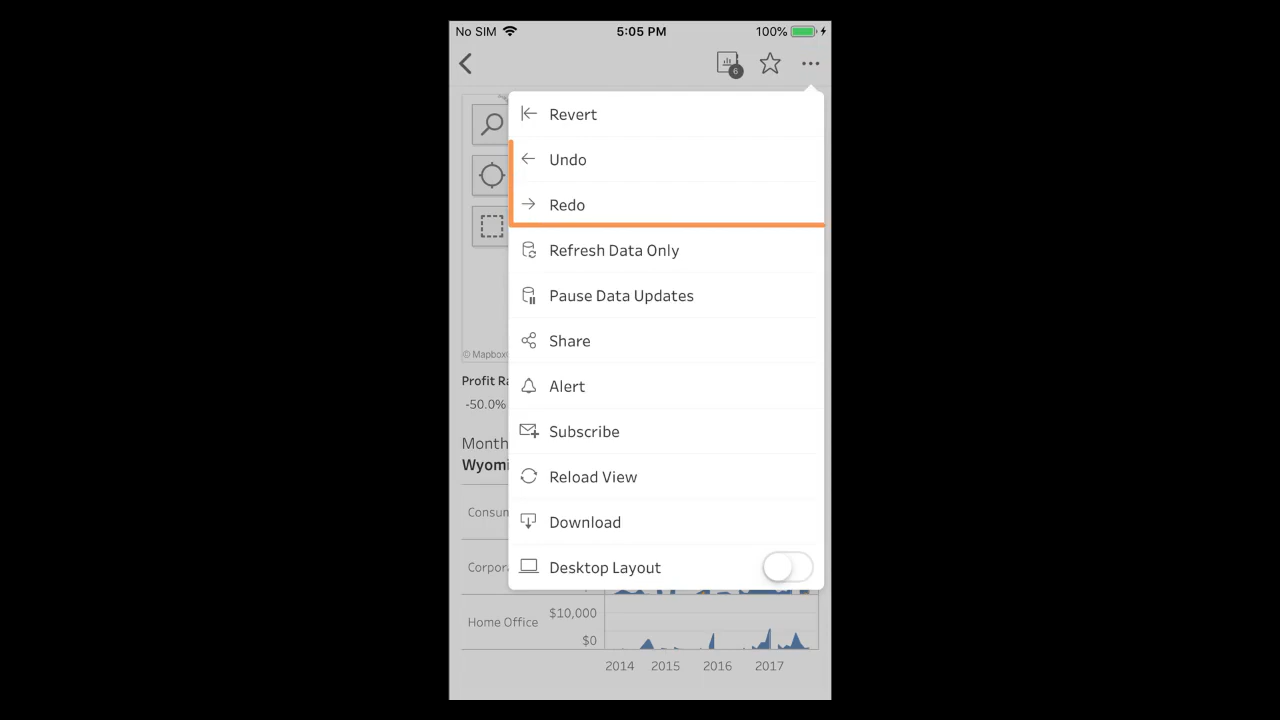 No SIM 5:05 PM 100%
6
Revert
Undo
Redo
Refresh Data Only
Pause Data Updates
Share
© Mapbox
Profit Ra
Alert
-50.0%
Subscribe
Month
Wyomi
Reload View
Consum
Download
Corpora
Desktop Layout
Home Office $10,000
$0
2014 2015 2016 2017